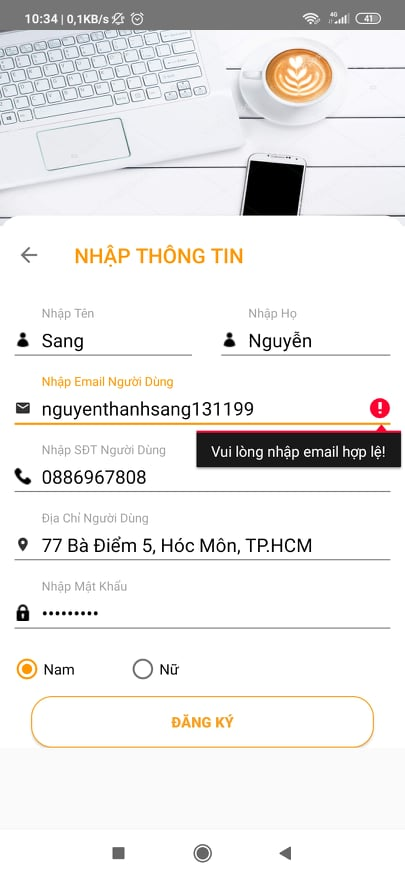 10:34 | 0,1KB/s 4G 41
NHẬP THÔNG TIN
Nhập Tên
Nhập Họ
Sang
Nguyễn
Nhập Email Người Dùng
nguyenthanhsang131199
Vui lòng nhập email hợp lệ!
Nhập SĐT Người Dùng
0886967808
Địa Chỉ Người Dùng
77 Bà Điểm 5, Hóc Môn, TP.HCM
Nhập Mật Khẩu
•••••••••
Nam
Nữ
ĐĂNG KÝ